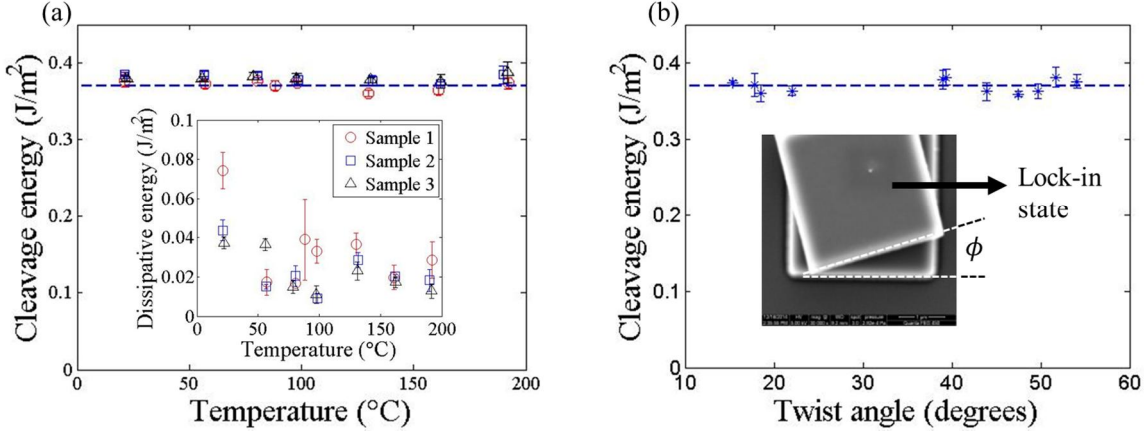 (a)
Cleavage energy (J/m²)
0.4
0.3
0.2
0.1
0
0
50
100
150
200
Temperature (°C)
Dissipative energy (J/m²)
0.1
0.08
0.06
0.04
0.02
0
0
50
100
150
200
Temperature (°C)
Sample 1
Sample 2
Sample 3
(b)
Cleavage energy (J/m²)
0.4
0.3
0.2
0.1
0
10
20
30
40
50
60
Twist angle (degrees)
Lock-in
state
ϕ